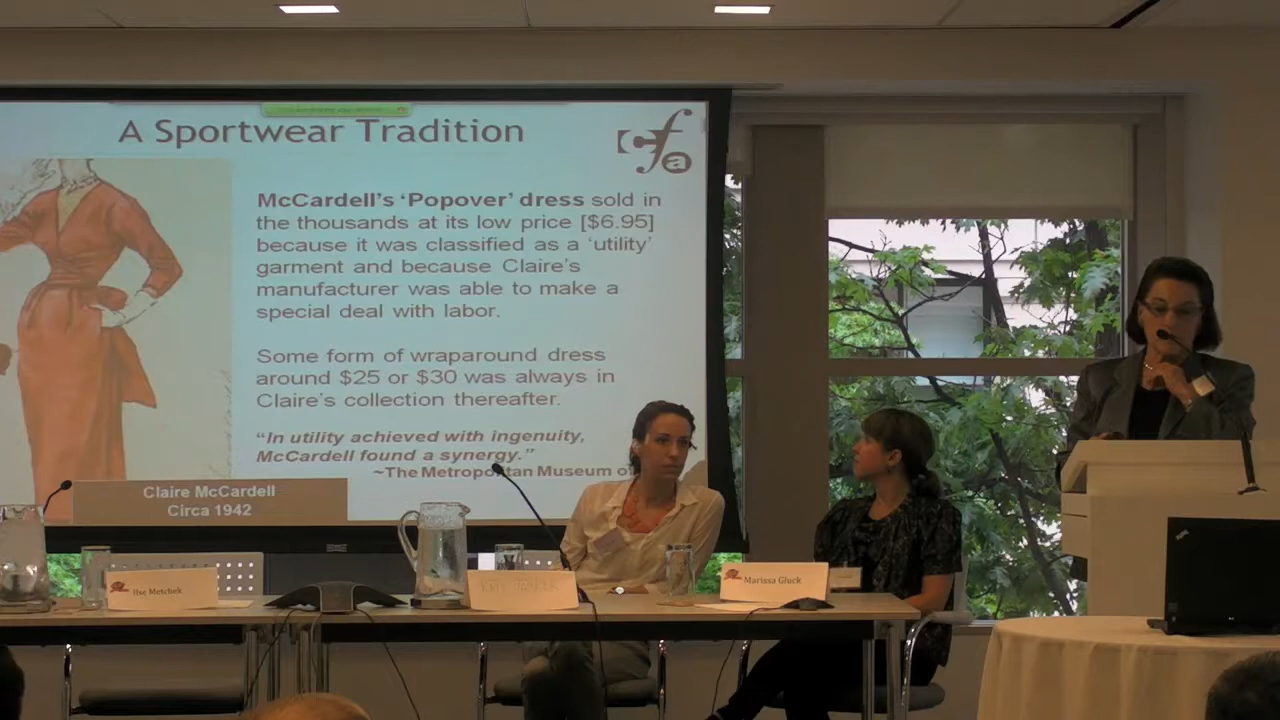 A Sportwear Tradition
cfa
McCardell's 'Popover' dress sold in
the thousands at its low price [$6.95]
because it was classified as a 'utility'
garment and because Claire's
manufacturer was able to make a
special deal with labor.
Some form of wraparound dress
around $25 or $30 was always in
Claire's collection thereafter.
"In utility achieved with ingenuity,
McCardell found a synergy."
~The Metropolitan Museum of
Claire McCardell
Circa 1942
Ilse Metchek
Marissa Gluck